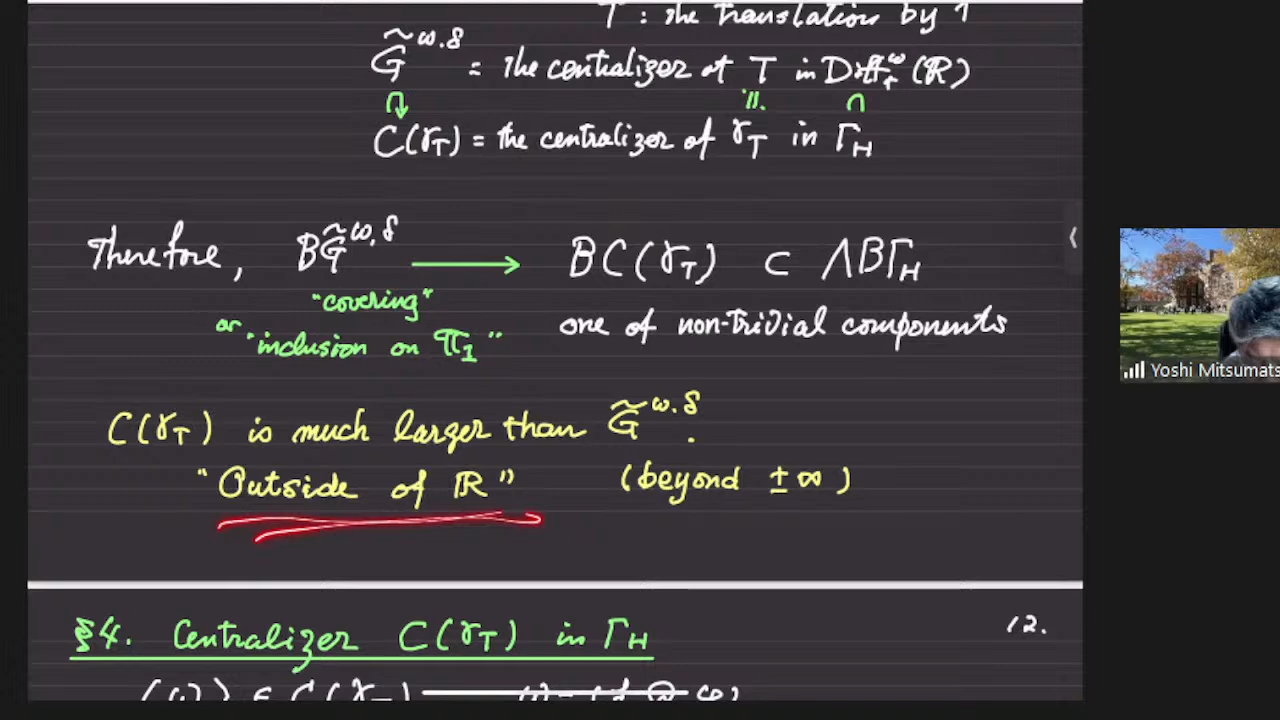 T : the translation by 1
G̃^ω,δ = the centralizer of T in Diff₊^ω(ℝ)
C(γ_T) = the centralizer of γ_T in Γ_H
Therefore, BG̃^ω,δ ⟶ BC(γ_T) ⊂ ΛBΓ_H
"covering"
or "inclusion on π₁"
one of non-trivial components
C(γ_T) is much larger than G̃^ω,δ.
"Outside of ℝ" (beyond ±∞)
§4. Centralizer C(γ_T) in Γ_H
12.
Yoshi Mitsumats